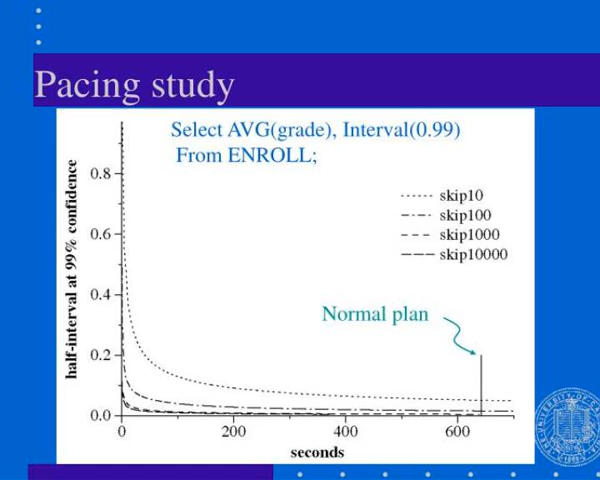 Pacing study
Select AVG(grade), Interval(0.99)
From ENROLL;
half-interval at 99% confidence
0.8
0.6
0.4
0.2
0.0
skip10
skip100
skip1000
skip10000
Normal plan
0
200
400
600
seconds